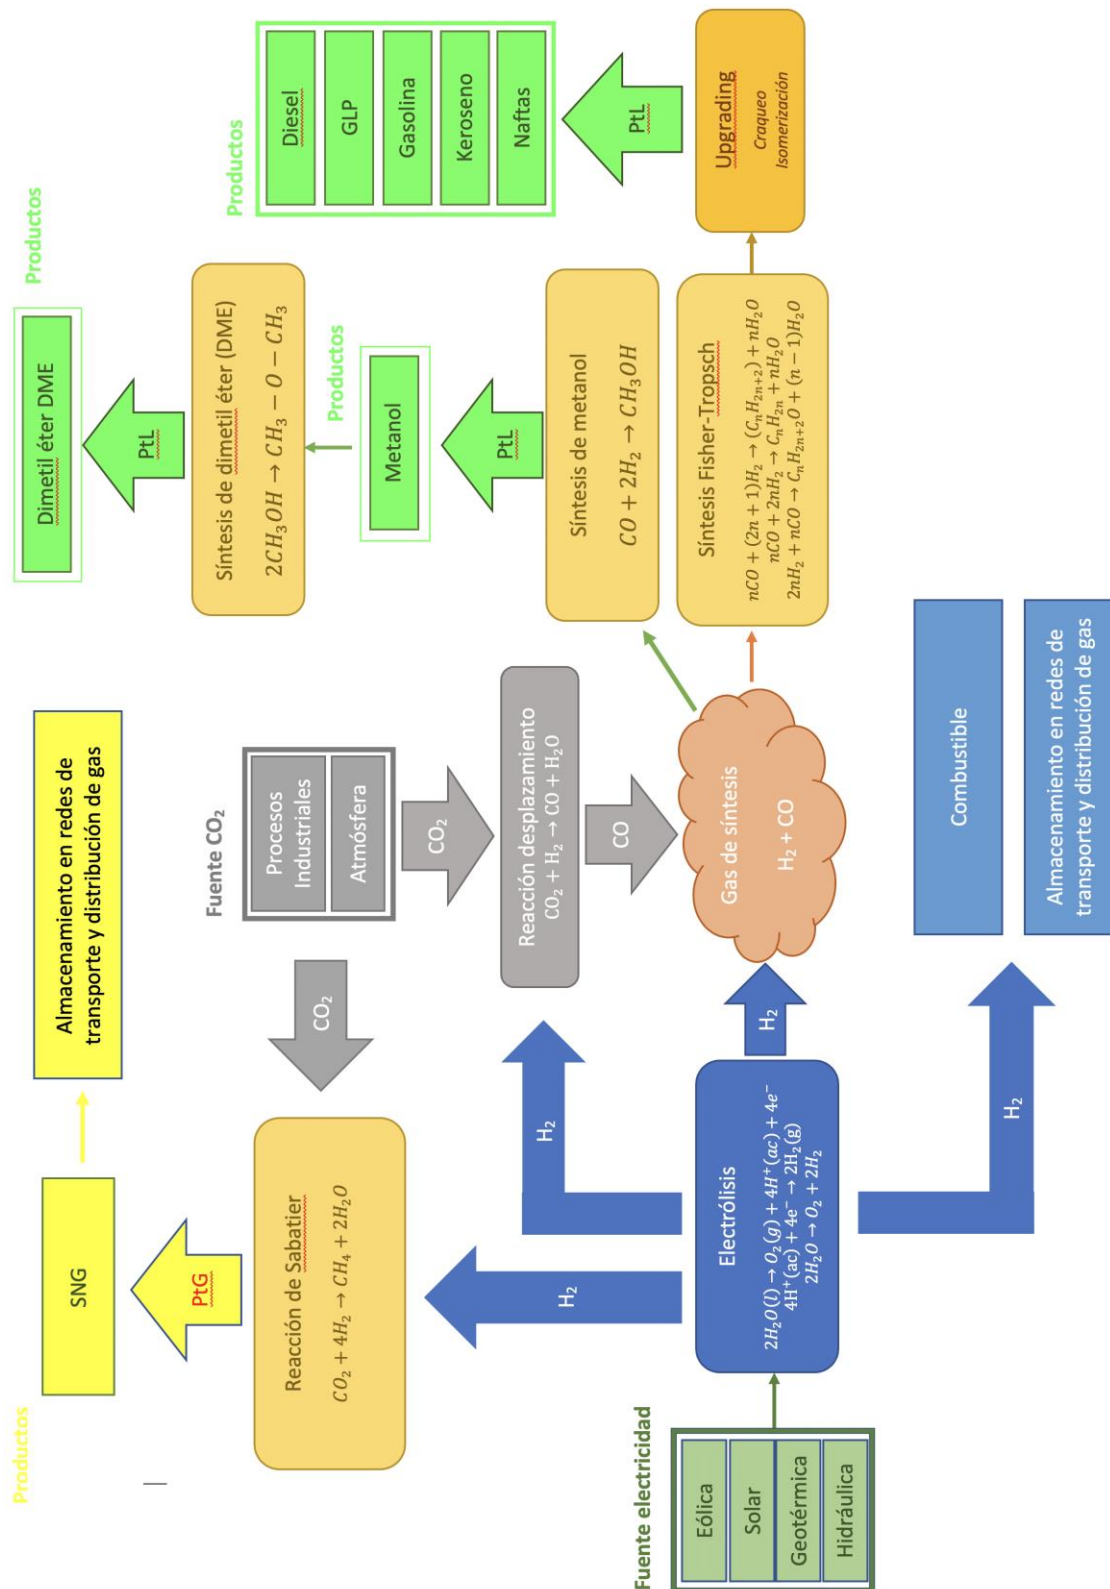 Productos
SNG
Almacenamiento en redes de
transporte y distribución de gas
PtG
Reacción de Sabatier
CO₂ + 4H₂ → CH₄ + 2H₂O
CO₂
Fuente CO₂
Procesos
Industriales
Atmósfera
CO₂
Reacción desplazamiento
CO₂ + H₂ → CO + H₂O
CO
Gas de síntesis
H₂ + CO
H₂
H₂
H₂
H₂
Fuente electricidad
Eólica
Solar
Geotérmica
Hidráulica
Electrólisis
2H₂O(l) → O₂(g) + 4H⁺(ac) + 4e⁻
4H⁺(ac) + 4e⁻ → 2H₂(g)
2H₂O → O₂ + 2H₂
Combustible
Almacenamiento en redes de
transporte y distribución de gas
Productos
Dimetil éter DME
PtL
Síntesis de dimetil éter (DME)
2CH₃OH → CH₃ − O − CH₃
Productos
Metanol
PtL
Síntesis de metanol
CO + 2H₂ → CH₃OH
Síntesis Fisher-Tropsch
nCO + (2n + 1)H₂ → (CₙH₂ₙ₊₂) + nH₂O
nCO + 2nH₂ → CₙH₂ₙ + nH₂O
2nH₂ + nCO → CₙH₂ₙ₊₂O + (n − 1)H₂O
Productos
Diesel
GLP
Gasolina
Keroseno
Naftas
PtL
Upgrading
Craqueo
Isomerización